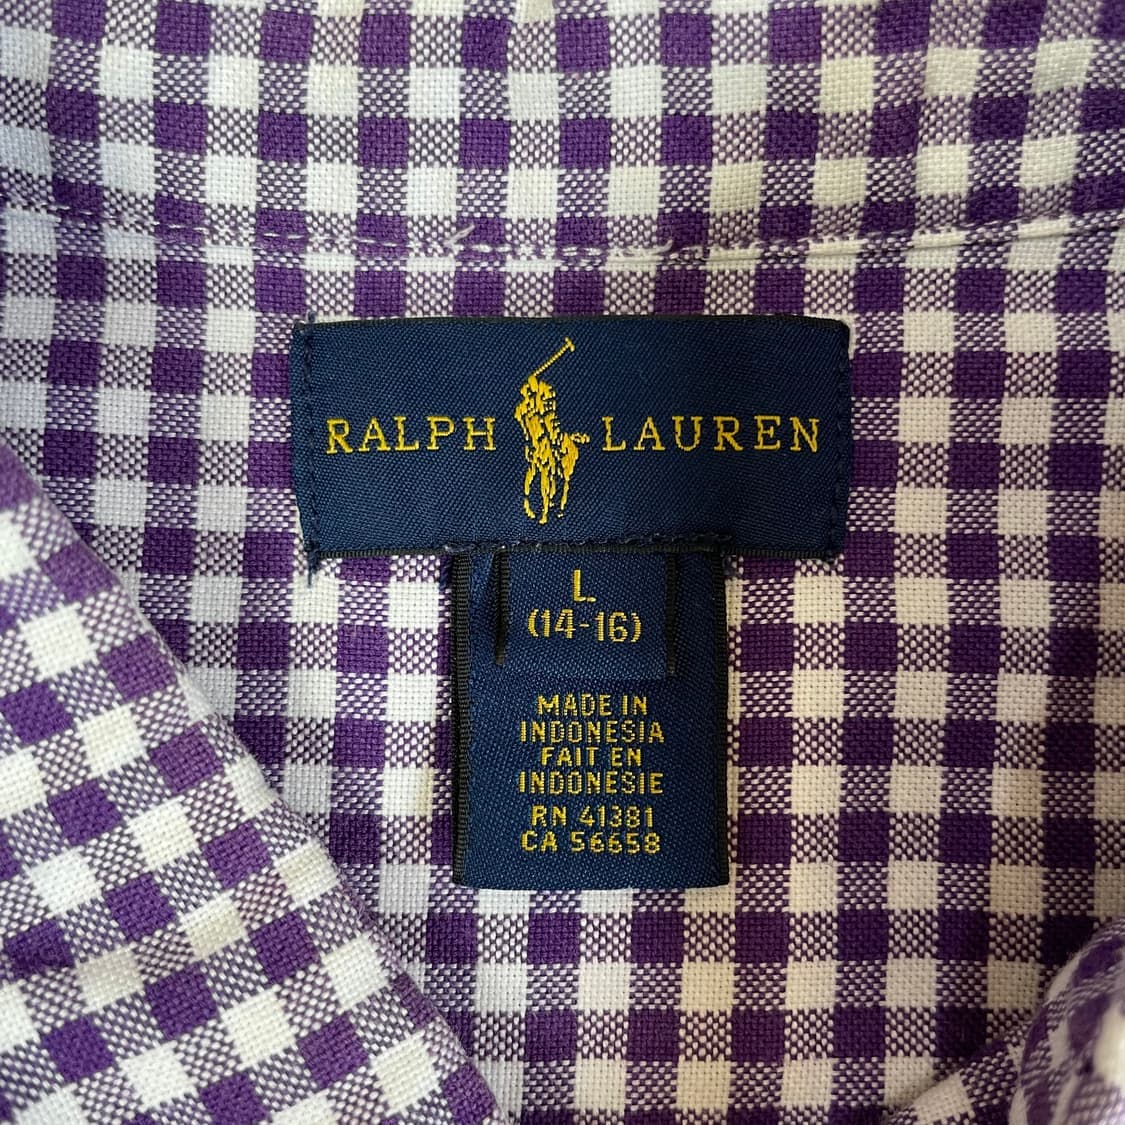 RALPH LAUREN
L
(14-16)
MADE IN
INDONESIA
FAIT EN
INDONESIE
RN 41381
CA 56658